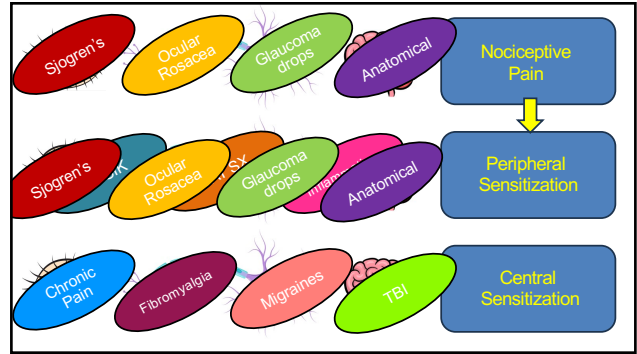 Sjogren's
Ocular
Rosacea
Glaucoma
drops
Anatomical
Nociceptive
Pain
Sjogren's
Ocular
Rosacea
Glaucoma
drops
Anatomical
Peripheral
Sensitization
Chronic
Pain
Fibromyalgia
Migraines
TBI
Central
Sensitization